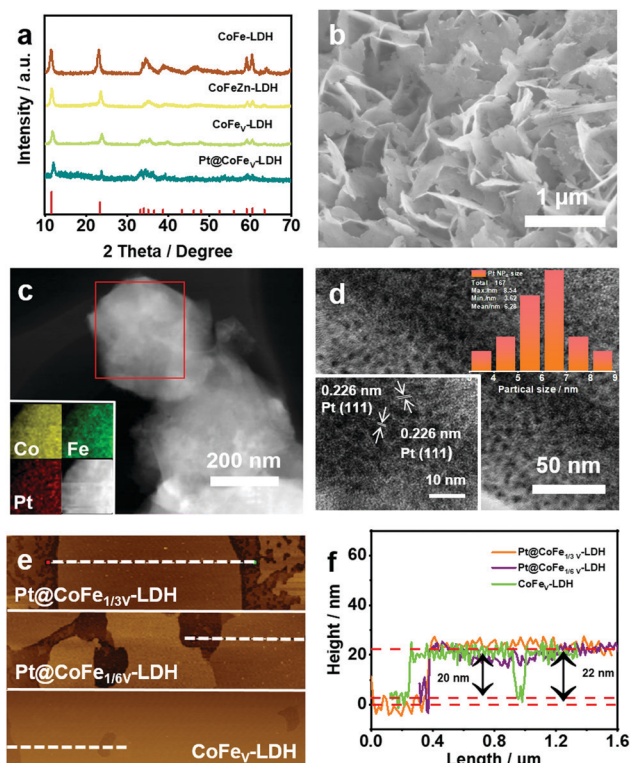 a
CoFe-LDH
CoFeZn-LDH
CoFeV-LDH
Pt@CoFeV-LDH
Intensity / a.u.
10 20 30 40 50 60 70
2 Theta / Degree
b
1 µm
c
Co
Fe
Pt
200 nm
d
Pt NPs size
Total 167
Max/nm 8.54
Min/nm 3.62
Mean/nm 6.28
4 5 6 7 8 9
Partical size / nm
0.226 nm
Pt (111)
0.226 nm
Pt (111)
10 nm
50 nm
e
Pt@CoFe1/3V-LDH
Pt@CoFe1/6V-LDH
CoFeV-LDH
f
Pt@CoFe1/3 V-LDH
Pt@CoFe1/6 V-LDH
CoFeV-LDH
Height / nm
60
40
20
0
20 nm
22 nm
0.0 0.4 0.8 1.2 1.6
Length / µm